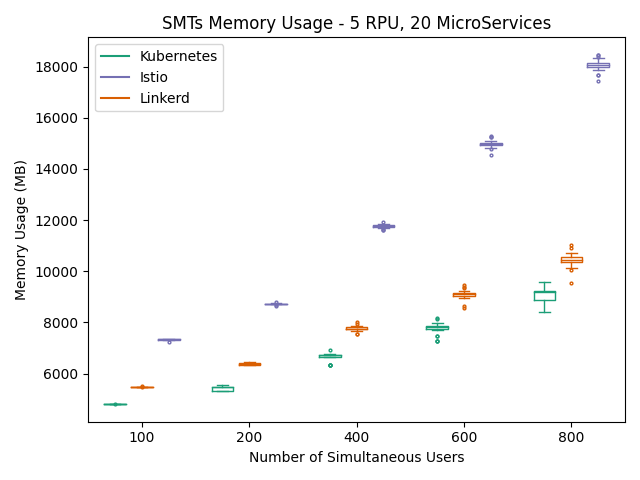 SMTs Memory Usage - 5 RPU, 20 MicroServices
Kubernetes
Istio
Linkerd
Memory Usage (MB)
18000
16000
14000
12000
10000
8000
6000
100 200 400 600 800
Number of Simultaneous Users